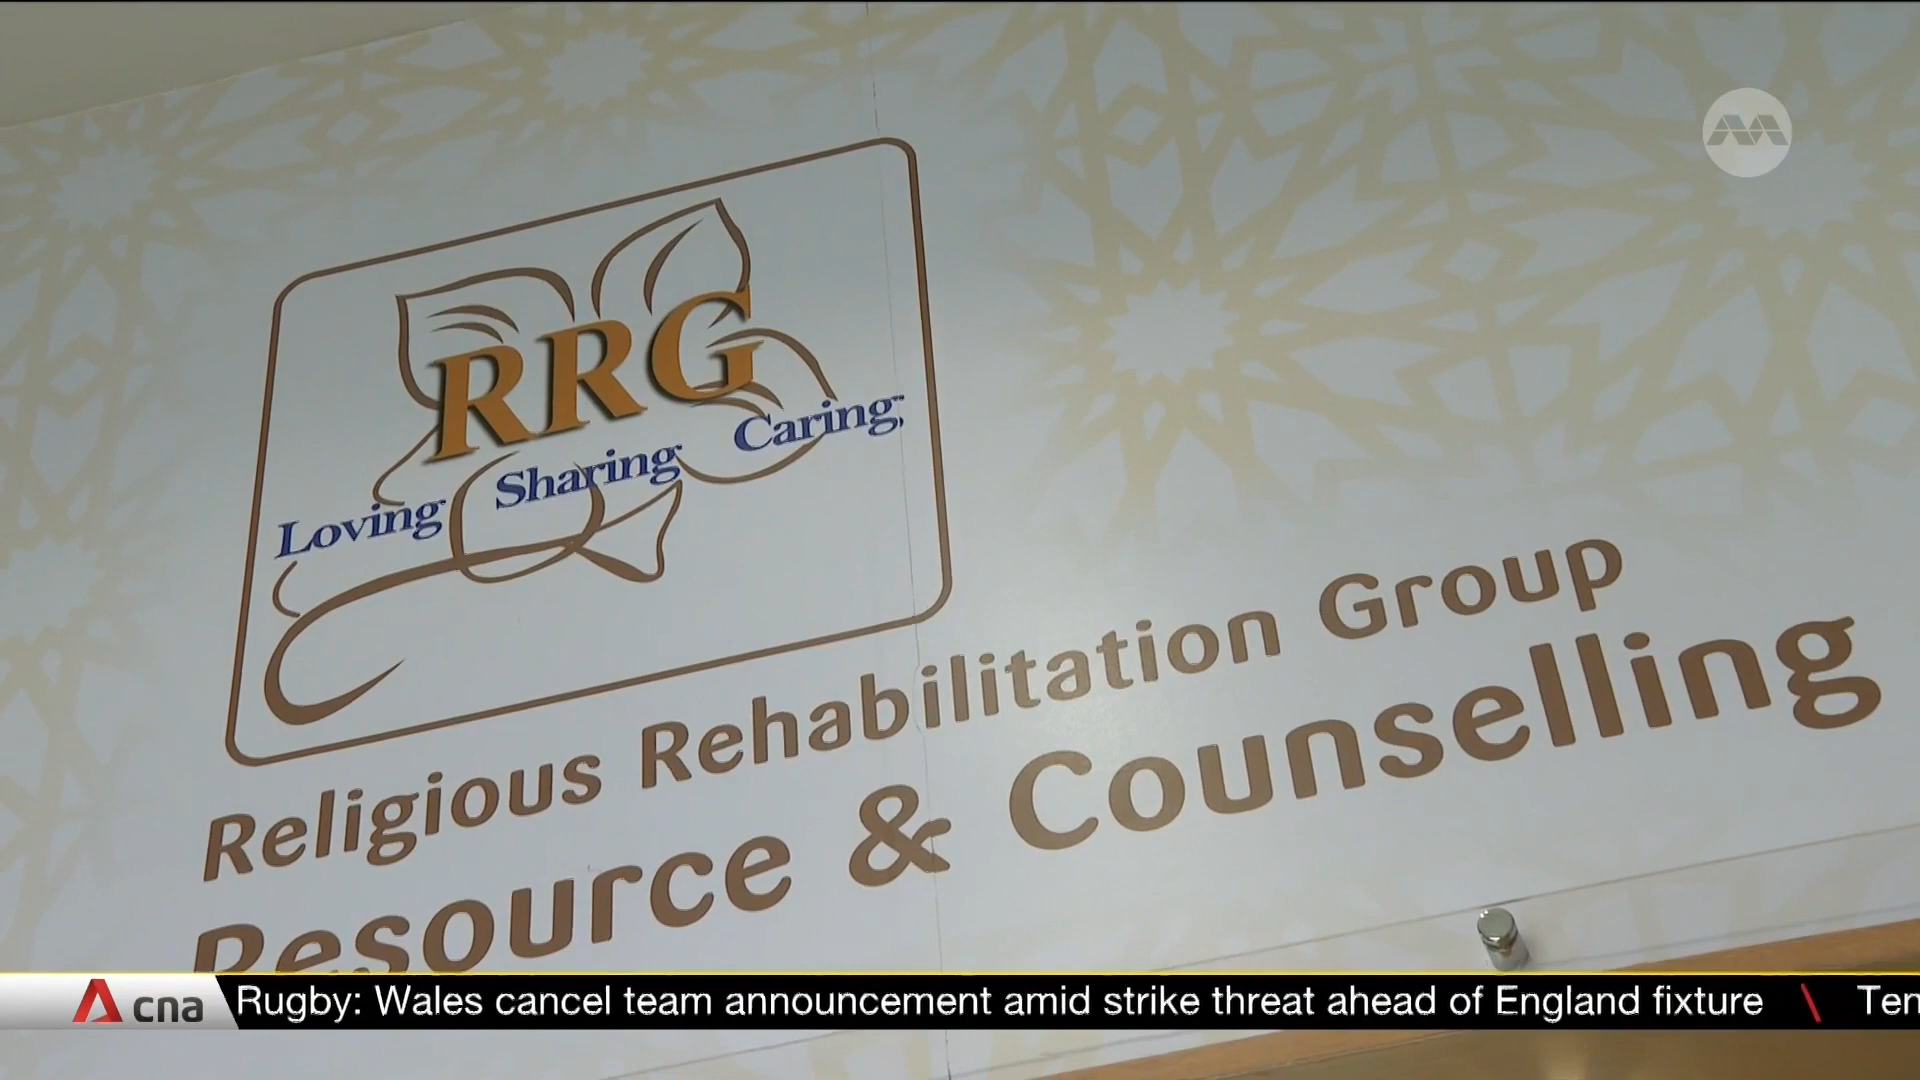 RRG
Loving Sharing Caring
Religious Rehabilitation Group
Resource & Counselling
cna
Rugby: Wales cancel team announcement amid strike threat ahead of England fixture \ Ten